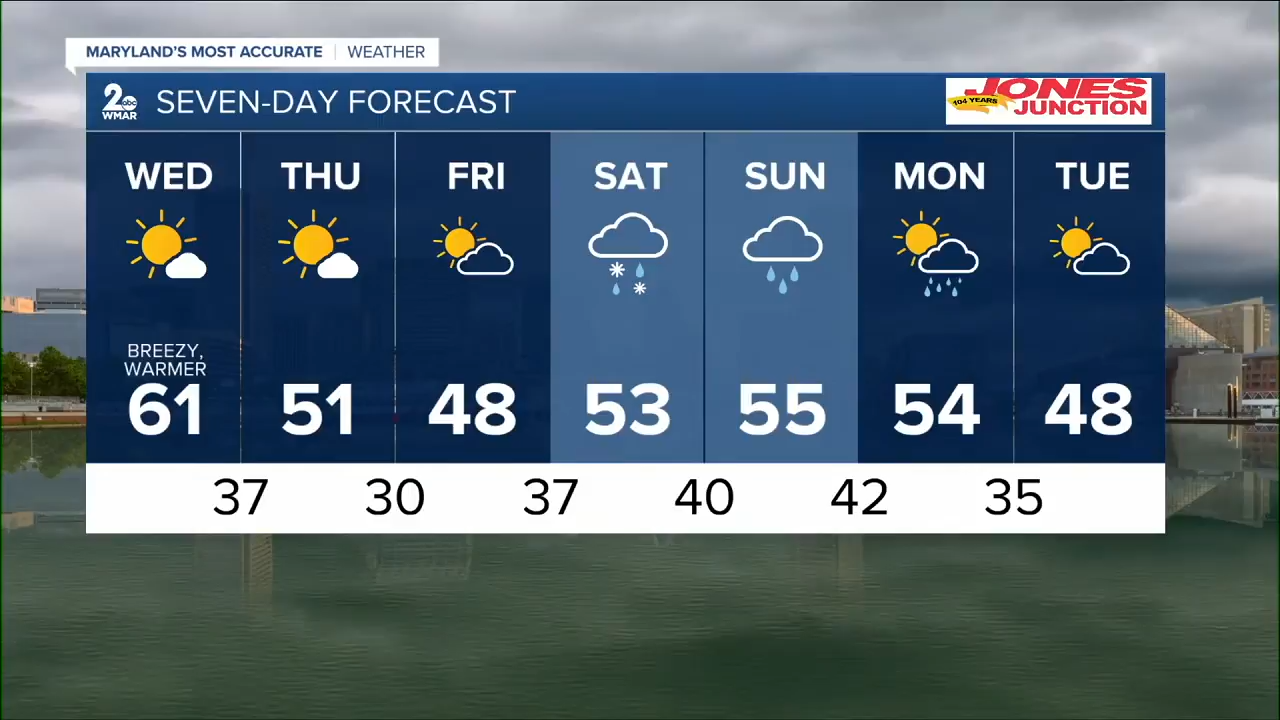 MARYLAND'S MOST ACCURATE | WEATHER
2 abc
WMAR
SEVEN-DAY FORECAST
JONES
104 YEARS
JUNCTION
WED THU FRI SAT SUN MON TUE
BREEZY,
WARMER
61 51 48 53 55 54 48
37 30 37 40 42 35